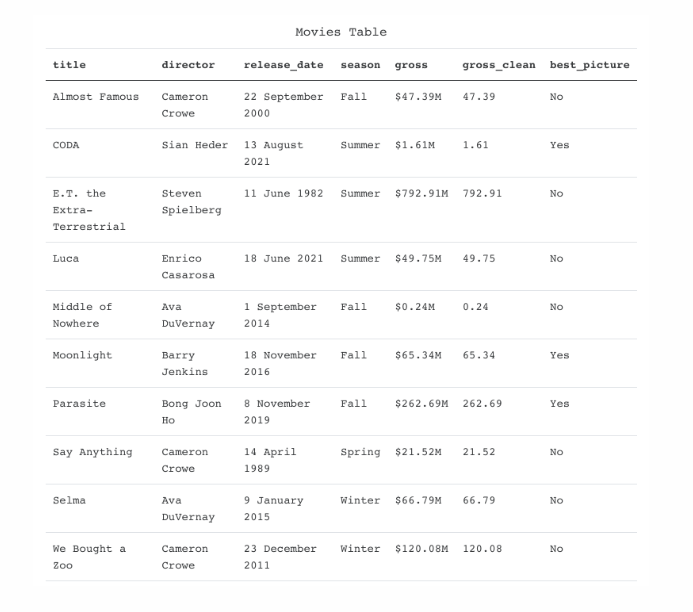 Movies Table
title director release_date season gross gross_clean best_picture
Almost Famous Cameron 22 September Fall $47.39M 47.39 No
Crowe 2000
CODA Sian Heder 13 August Summer $1.61M 1.61 Yes
2021
E.T. the Steven 11 June 1982 Summer $792.91M 792.91 No
Extra- Spielberg
Terrestrial
Luca Enrico 18 June 2021 Summer $49.75M 49.75 No
Casarosa
Middle of Ava 1 September Fall $0.24M 0.24 No
Nowhere DuVernay 2014
Moonlight Barry 18 November Fall $65.34M 65.34 Yes
Jenkins 2016
Parasite Bong Joon 8 November Fall $262.69M 262.69 Yes
Ho 2019
Say Anything Cameron 14 April Spring $21.52M 21.52 No
Crowe 1989
Selma Ava 9 January Winter $66.79M 66.79 No
DuVernay 2015
We Bought a Cameron 23 December Winter $120.08M 120.08 No
Zoo Crowe 2011